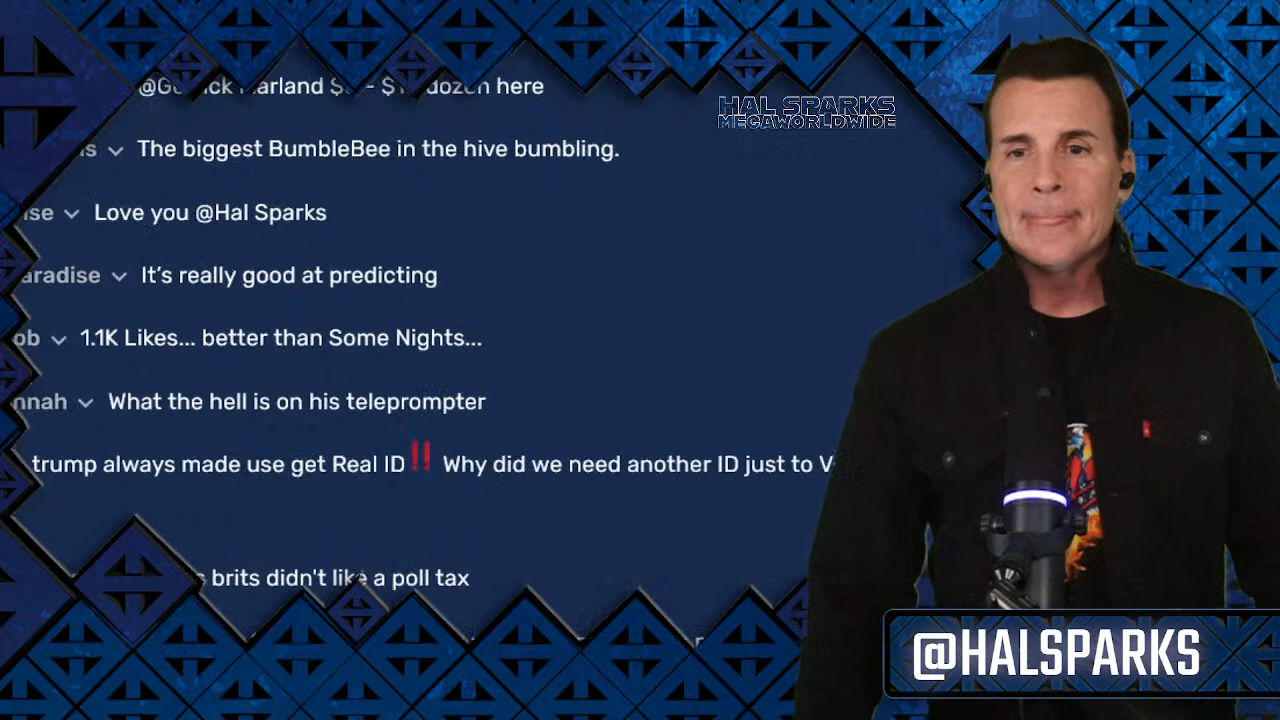 dozen here
HAL SPARKS
MEGAWORLDWIDE
The biggest BumbleBee in the hive bumbling.
Love you @Hal Sparks
It's really good at predicting
1.1K Likes... better than Some Nights...
What the hell is on his teleprompter
trump always made use get Real ID‼ Why did we need another ID just to V
brits didn't like a poll tax
@HALSPARKS